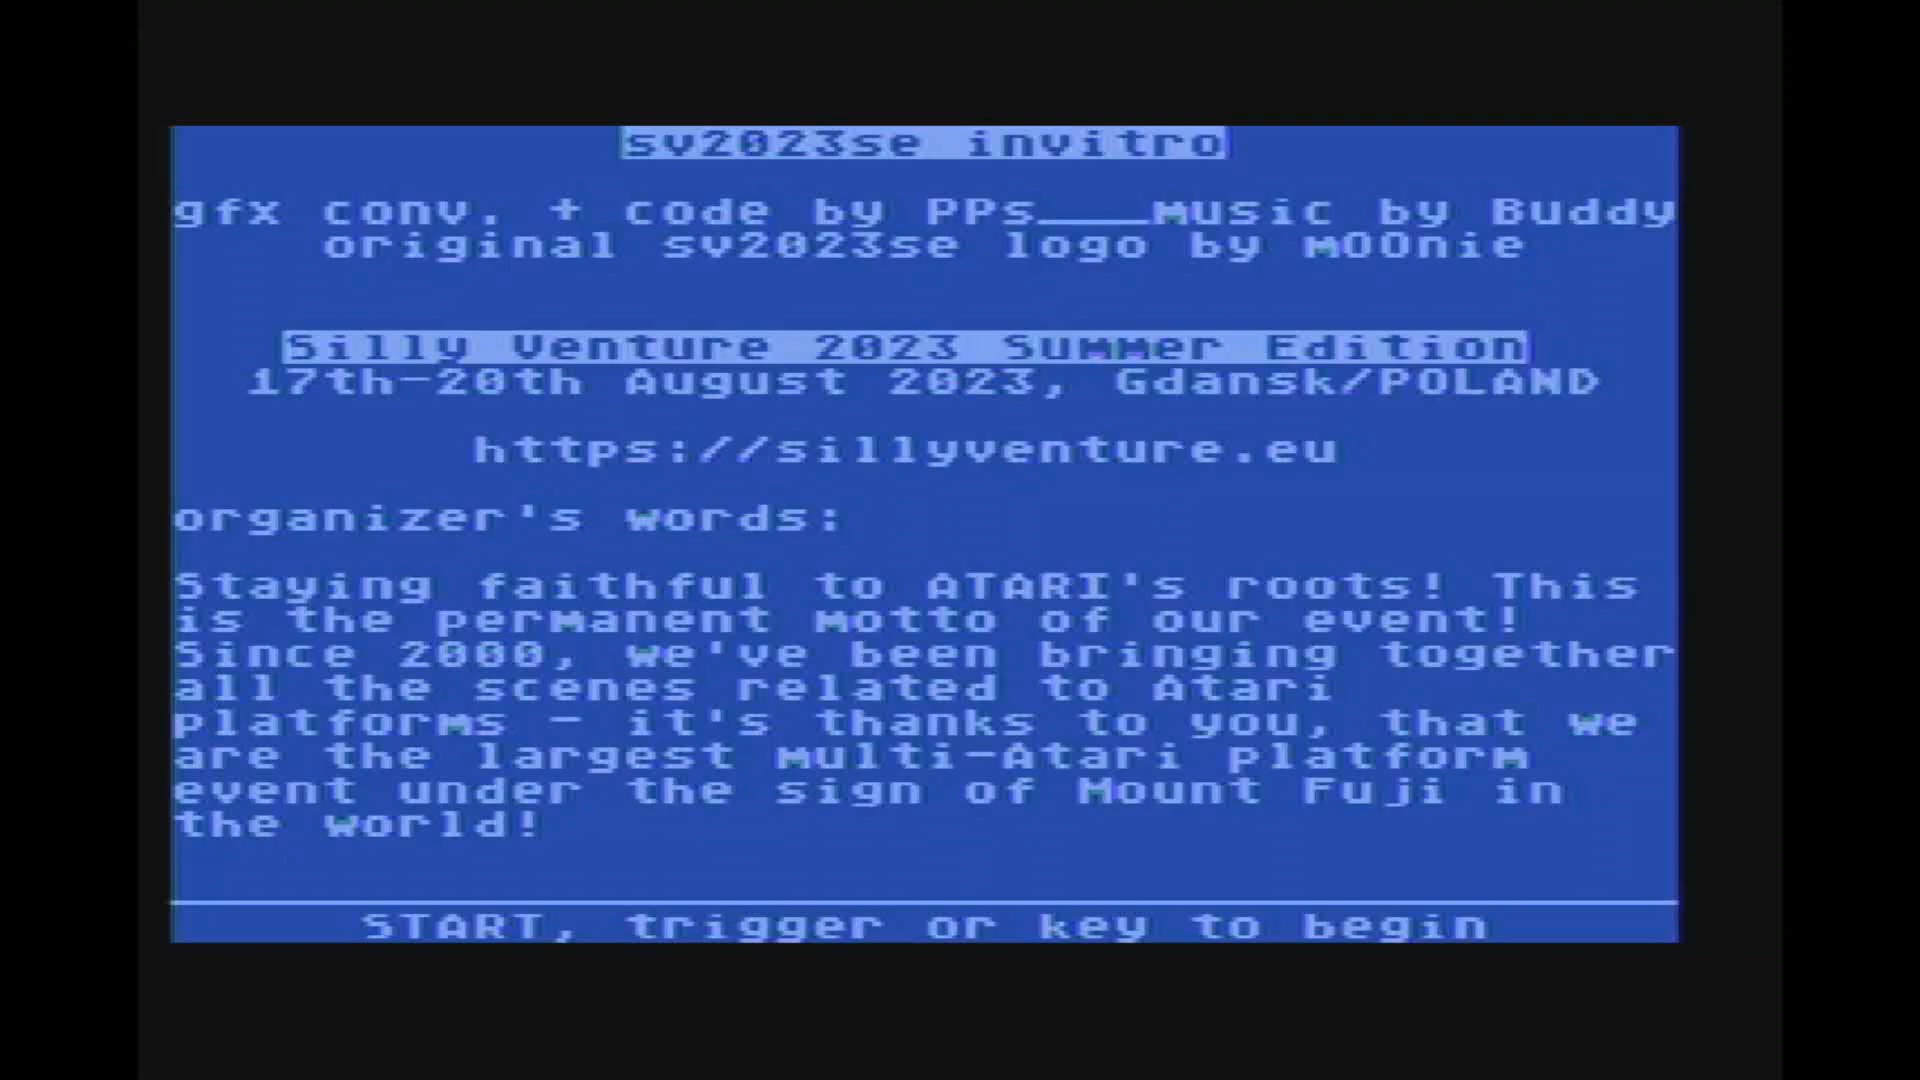 sv2023se invitro
gfx conv. + code by PPs___music by Buddy
original sv2023se logo by mOOnie
Silly Venture 2023 Summer Edition
17th-20th August 2023, Gdansk/POLAND
https://sillyventure.eu
organizer's words:
Staying faithful to ATARI's roots! This
is the permanent motto of our event!
Since 2000, we've been bringing together
all the scenes related to Atari
platforms - it's thanks to you, that we
are the largest multi-Atari platform
event under the sign of Mount Fuji in
the world!
START, trigger or key to begin